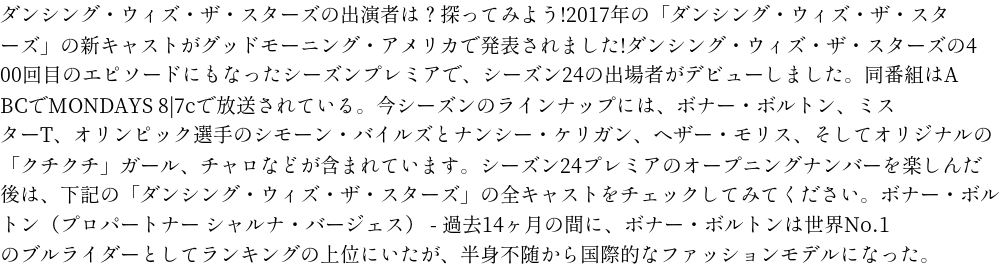 ダンシング・ウィズ・ザ・スターズの出演者は？探ってみよう!2017年の「ダンシング・ウィズ・ザ・スタ
ーズ」の新キャストがグッドモーニング・アメリカで発表されました!ダンシング・ウィズ・ザ・スターズの4
00回目のエピソードにもなったシーズンプレミアで、シーズン24の出場者がデビューしました。同番組はA
BCでMONDAYS 8|7cで放送されている。今シーズンのラインナップには、ボナー・ボルトン、ミス
ターT、オリンピック選手のシモーン・バイルズとナンシー・ケリガン、ヘザー・モリス、そしてオリジナルの
「クチクチ」ガール、チャロなどが含まれています。シーズン24プレミアのオープニングナンバーを楽しんだ
後は、下記の「ダンシング・ウィズ・ザ・スターズ」の全キャストをチェックしてみてください。ボナー・ボル
トン（プロパートナー シャルナ・バージェス） - 過去14ヶ月の間に、ボナー・ボルトンは世界No.1
のブルライダーとしてランキングの上位にいたが、半身不随から国際的なファッションモデルになった。